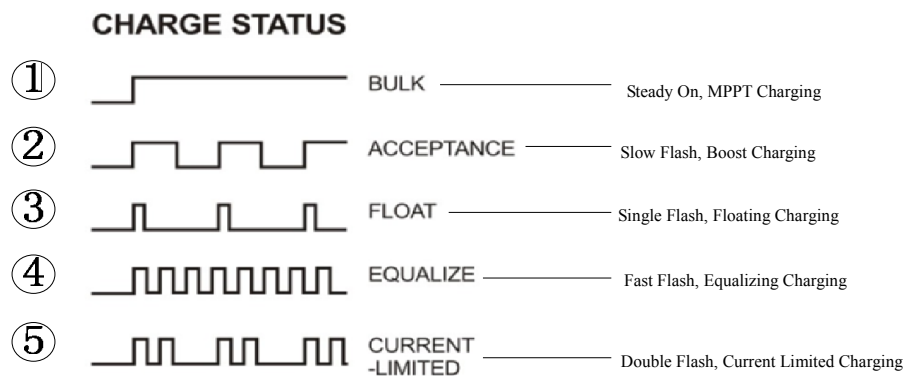 CHARGE STATUS
① BULK Steady On, MPPT Charging
② ACCEPTANCE Slow Flash, Boost Charging
③ FLOAT Single Flash, Floating Charging
④ EQUALIZE Fast Flash, Equalizing Charging
⑤ CURRENT
-LIMITED Double Flash, Current Limited Charging